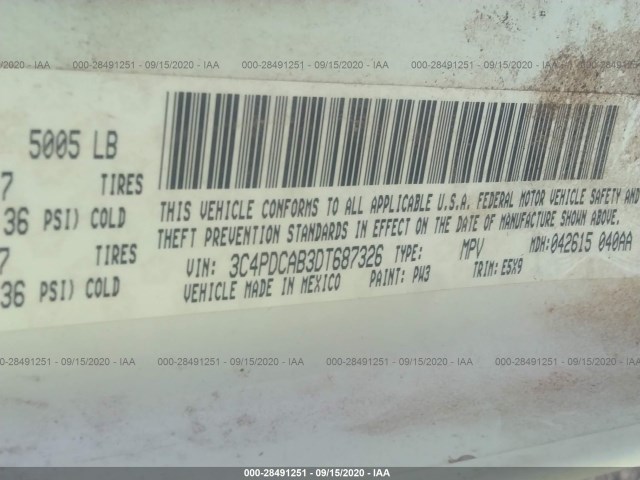 0 - IAA 000-28491251 - 09/15/2020 - IAA 000-28491251 - 09/15/2020 - IAA 000-28491251 - 09/15/2020 - IAA
5005 LB
7 TIRES
36 PSI) COLD
7 TIRES
36 PSI) COLD
THIS VEHICLE CONFORMS TO ALL APPLICABLE U.S.A. FEDERAL MOTOR VEHICLE SAFETY AND
THEFT PREVENTION STANDARDS IN EFFECT ON THE DATE OF MANUFACTURE SHOWN ABOVE.
VIN: 3C4PDCAB3DT687326 TYPE: MPV MDH: 042615 040AA
VEHICLE MADE IN MEXICO PAINT: PW3 TRIM: E5X9
/2020 - IAA 000-28491251 - 09/15/2020 - IAA 000-28491251 - 09/15/2020 - IAA 000-28491251 - 09
000-28491251 - 09/15/2020 - IAA